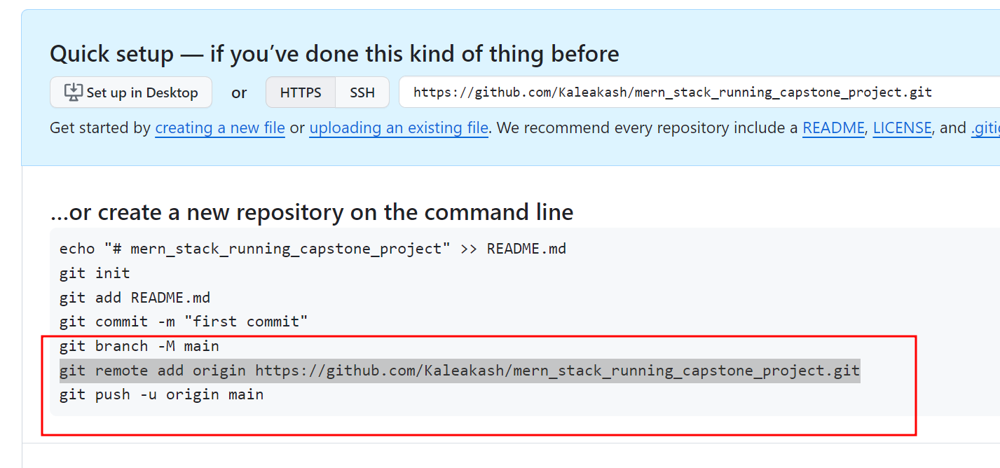 Quick setup — if you’ve done this kind of thing before
Set up in Desktop or HTTPS SSH https://github.com/Kaleakash/mern_stack_running_capstone_project.git
Get started by creating a new file or uploading an existing file. We recommend every repository include a README, LICENSE, and
...or create a new repository on the command line
echo "# mern_stack_running_capstone_project" >> README.md
git init
git add README.md
git commit -m "first commit"
git branch -M main
git remote add origin https://github.com/Kaleakash/mern_stack_running_capstone_project.git
git push -u origin main